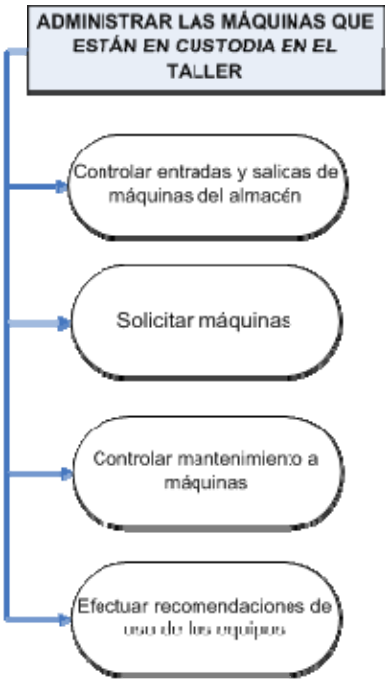 ADMINISTRAR LAS MÁQUINAS QUE
ESTÁN EN CUSTODIA EN EL
TALLER
Controlar entradas y salicas de
máquinas del almacén
Solicitar máquinas
Controlar mantenimiento a
máquinas
Efectuar recomendaciones de
uso de los equipos